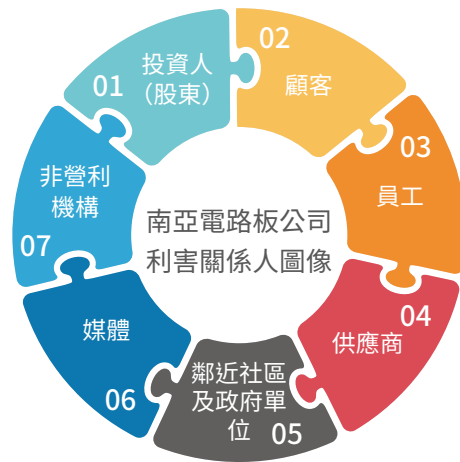 01
投資人
（股東）
02
顧客
03
員工
04
供應商
鄰近社區
及政府單
位
05
媒體
06
非營利
機構
07
南亞電路板公司
利害關係人圖像